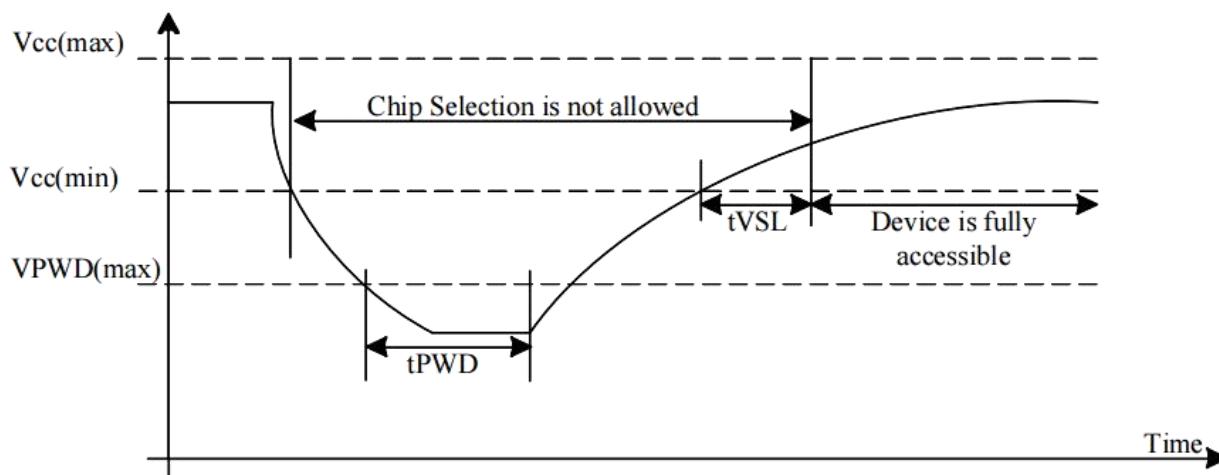 Vcc(max)
Chip Selection is not allowed
Vcc(min)
tVSL
Device is fully
accessible
VPWD(max)
tPWD
Time